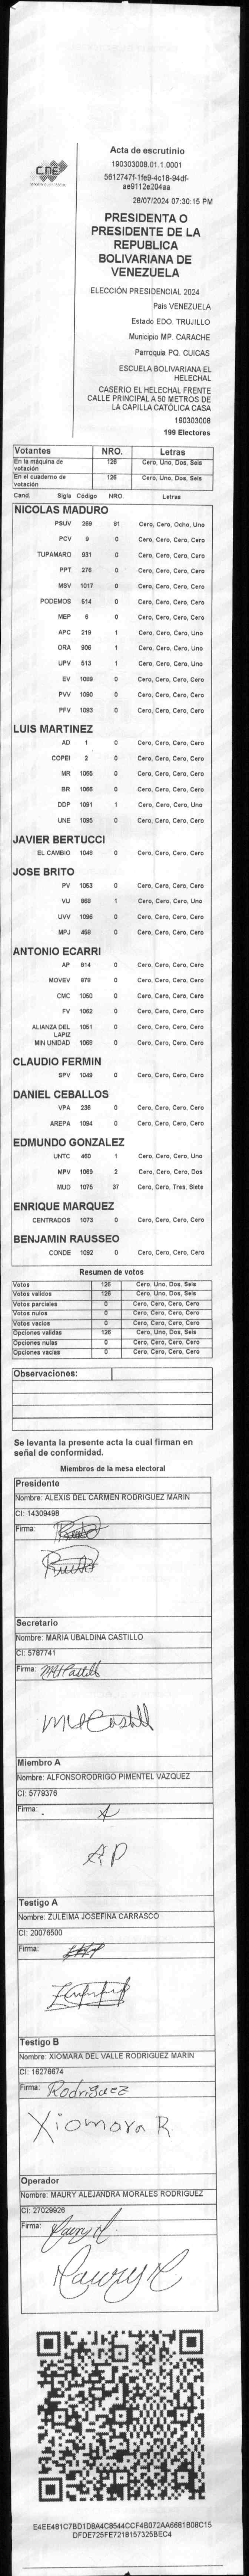 CNE
Acta de escrutinio
190303008.01.1.0001
5612747f-1fe9-4c18-94df-
ae9112e204aa
28/07/2024 07:30:15 PM
PRESIDENTA O
PRESIDENTE DE LA
REPUBLICA
BOLIVARIANA DE
VENEZUELA
ELECCIÓN PRESIDENCIAL 2024
Pais VENEZUELA
Estado EDO. TRUJILLO
Municipio MP. CARACHE
Parroquia PQ. CUICAS
ESCUELA BOLIVARIANA EL
HELECHAL
CASERIO EL HELECHAL FRENTE
CALLE PRINCIPAL A 50 METROS DE
LA CAPILLA CATÓLICA CASA
190303008
199 Electores
Votantes NRO. Letras
En la máquina de votación 126 Cero, Uno, Dos, Seis
En el cuaderno de votación 126 Cero, Uno, Dos, Seis
Cand. Sigla Código NRO. Letras
NICOLAS MADURO
PSUV 269 81 Cero, Cero, Ocho, Uno
PCV 9 0 Cero, Cero, Cero, Cero
TUPAMARO 931 0 Cero, Cero, Cero, Cero
PPT 276 0 Cero, Cero, Cero, Cero
MSV 1017 0 Cero, Cero, Cero, Cero
PODEMOS 514 0 Cero, Cero, Cero, Cero
MEP 6 0 Cero, Cero, Cero, Cero
APC 219 1 Cero, Cero, Cero, Uno
ORA 906 1 Cero, Cero, Cero, Uno
UPV 513 1 Cero, Cero, Cero, Uno
EV 1089 0 Cero, Cero, Cero, Cero
PVV 1090 0 Cero, Cero, Cero, Cero
PFV 1093 0 Cero, Cero, Cero, Cero
LUIS MARTINEZ
AD 1 0 Cero, Cero, Cero, Cero
COPEI 2 0 Cero, Cero, Cero, Cero
MR 1065 0 Cero, Cero, Cero, Cero
BR 1066 0 Cero, Cero, Cero, Cero
DDP 1091 1 Cero, Cero, Cero, Uno
UNE 1095 0 Cero, Cero, Cero, Cero
JAVIER BERTUCCI
EL CAMBIO 1048 0 Cero, Cero, Cero, Cero
JOSE BRITO
PV 1053 0 Cero, Cero, Cero, Cero
VU 969 1 Cero, Cero, Cero, Uno
UVV 1096 0 Cero, Cero, Cero, Cero
MPJ 458 0 Cero, Cero, Cero, Cero
ANTONIO ECARRI
AP 814 0 Cero, Cero, Cero, Cero
MOVEV 978 0 Cero, Cero, Cero, Cero
CMC 1050 0 Cero, Cero, Cero, Cero
FV 1062 0 Cero, Cero, Cero, Cero
ALIANZA DEL LAPIZ 1051 0 Cero, Cero, Cero, Cero
MIN UNIDAD 1068 0 Cero, Cero, Cero, Cero
CLAUDIO FERMIN
SPV 1049 0 Cero, Cero, Cero, Cero
DANIEL CEBALLOS
VPA 236 0 Cero, Cero, Cero, Cero
AREPA 1094 0 Cero, Cero, Cero, Cero
EDMUNDO GONZALEZ
UNTC 460 1 Cero, Cero, Cero, Uno
MPV 1069 2 Cero, Cero, Cero, Dos
MUD 1075 37 Cero, Cero, Tres, Siete
ENRIQUE MARQUEZ
CENTRADOS 1073 0 Cero, Cero, Cero, Cero
BENJAMIN RAUSSEO
CONDE 1092 0 Cero, Cero, Cero, Cero
Resumen de votos
Votos 126 Cero, Uno, Dos, Seis
Votos validos 126 Cero, Uno, Dos, Seis
Votos parciales 0 Cero, Cero, Cero, Cero
Votos nulos 0 Cero, Cero, Cero, Cero
Votos vacios 0 Cero, Cero, Cero, Cero
Opciones validas 126 Cero, Uno, Dos, Seis
Opciones nulas 0 Cero, Cero, Cero, Cero
Opciones vacias 0 Cero, Cero, Cero, Cero
Observaciones:
Se levanta la presente acta la cual firman en
señal de conformidad.
Miembros de la mesa electoral
Presidente
Nombre: ALEXIS DEL CARMEN RODRIGUEZ MARIN
CI: 14309498
Firma:
Secretario
Nombre: MARIA UBALDINA CASTILLO
CI: 5787741
Firma:
Miembro A
Nombre: ALFONSORODRIGO PIMENTEL VAZQUEZ
CI: 5779376
Firma:
AP
Testigo A
Nombre: ZULEIMA JOSEFINA CARRASCO
CI: 20076500
Firma:
Testigo B
Nombre: XIOMARA DEL VALLE RODRIGUEZ MARIN
CI: 16276674
Firma: Rodriguez
Xiomara R
Operador
Nombre: MAURY ALEJANDRA MORALES RODRIGUEZ
CI: 27029926
Firma: Maury M.
Maury M
E4EE481C7BD1D8A4C8544CCF4B072AA6681B08C15
DFDE725FE7218157325BEC4